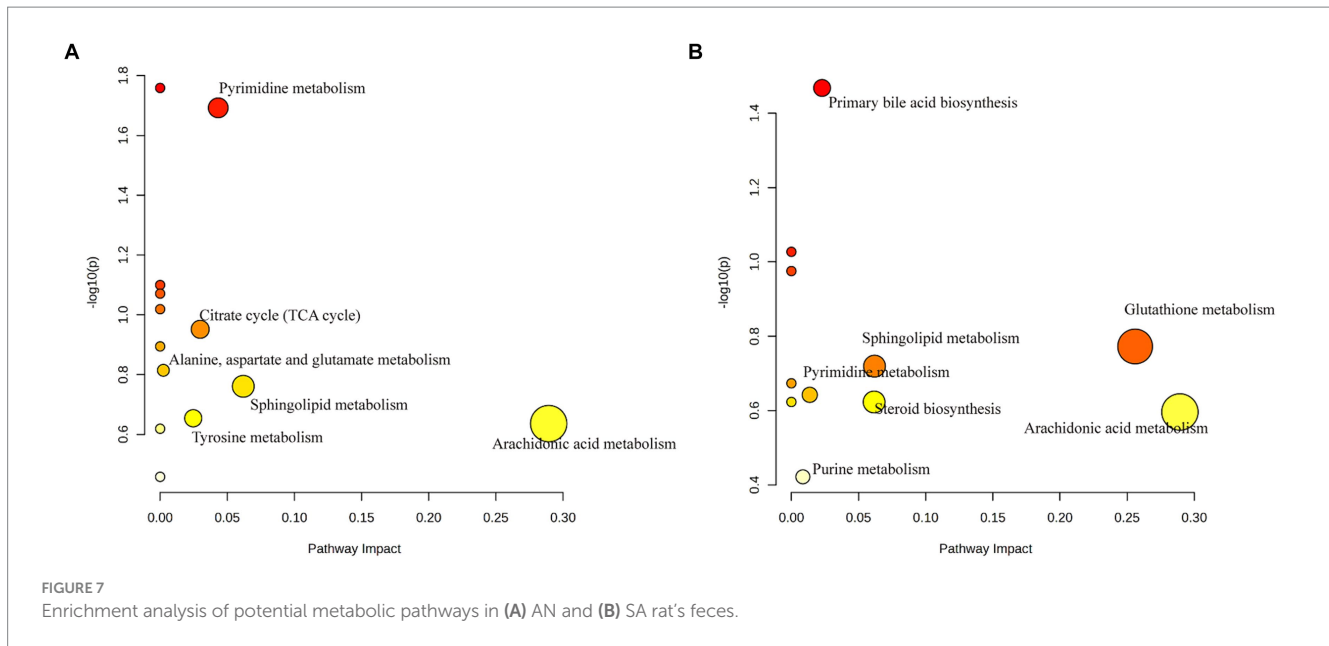 A
B
1.8
1.6
1.4
1.2
1.0
0.8
0.6
-log10(p)
Pyrimidine metabolism
Citrate cycle (TCA cycle)
Alanine, aspartate and glutamate metabolism
Sphingolipid metabolism
Tyrosine metabolism
Arachidonic acid metabolism
0.00 0.05 0.10 0.15 0.20 0.25 0.30
Pathway Impact
1.4
1.2
1.0
0.8
0.6
0.4
-log10(p)
Primary bile acid biosynthesis
Glutathione metabolism
Sphingolipid metabolism
Pyrimidine metabolism
Steroid biosynthesis
Arachidonic acid metabolism
Purine metabolism
0.00 0.05 0.10 0.15 0.20 0.25 0.30
Pathway Impact
FIGURE 7
Enrichment analysis of potential metabolic pathways in (A) AN and (B) SA rat's feces.